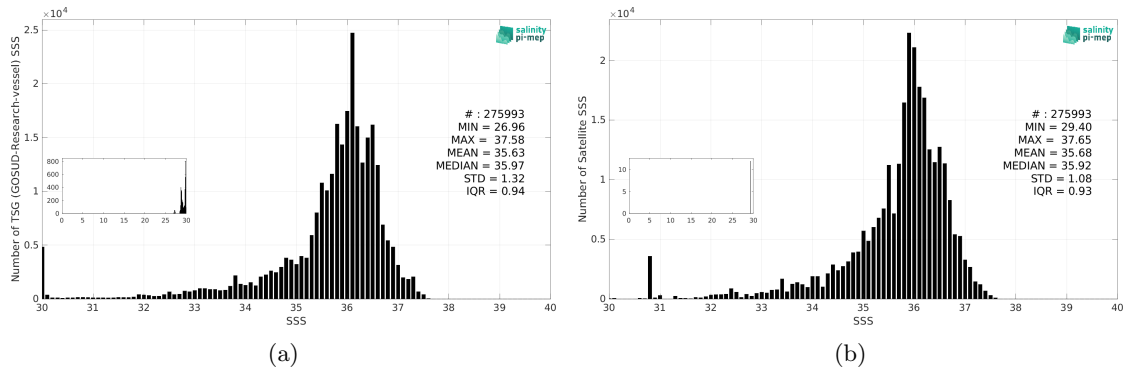 ×10⁴
salinity
pi-mep
Number of TSG (GOSUD-Research-vessel) SSS
2.5
2
1.5
1
0.5
0
# : 275993
MIN = 26.96
MAX = 37.58
MEAN = 35.63
MEDIAN = 35.97
STD = 1.32
IQR = 0.94
800
600
400
200
0
0 5 10 15 20 25 30
30 31 32 33 34 35 36 37 38 39 40
SSS
(a)
×10⁴
salinity
pi-mep
Number of Satellite SSS
2
1.5
1
0.5
0
# : 275993
MIN = 29.40
MAX = 37.65
MEAN = 35.68
MEDIAN = 35.92
STD = 1.08
IQR = 0.93
10
5
0
0 5 10 15 20 25 30
30 31 32 33 34 35 36 37 38 39 40
SSS
(b)